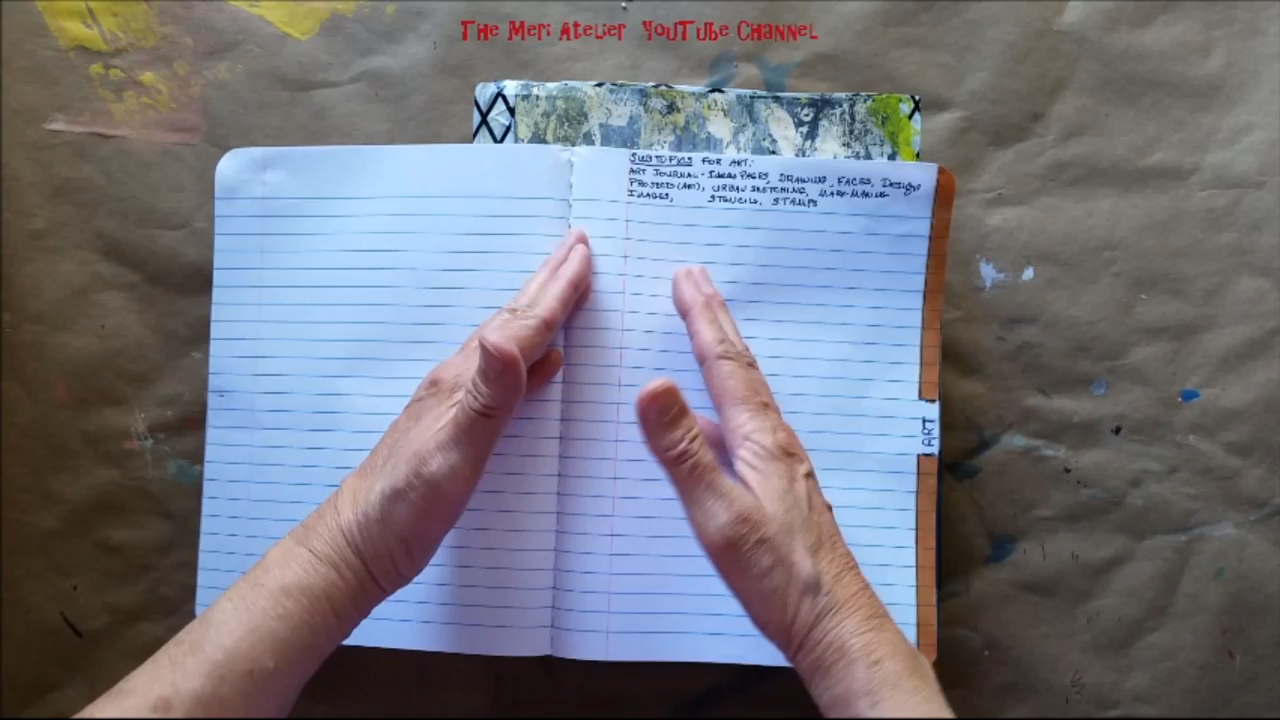 The Meri Atelier YouTube Channel
SUBTOPICS FOR ART:
ART JOURNAL - IDEAS PAGES, DRAWING, FACES, Design
PROJECTS (ART), URBAN SKETCHING, MARK-MAKING
IMAGES, STENCILS, STAMPS
ART